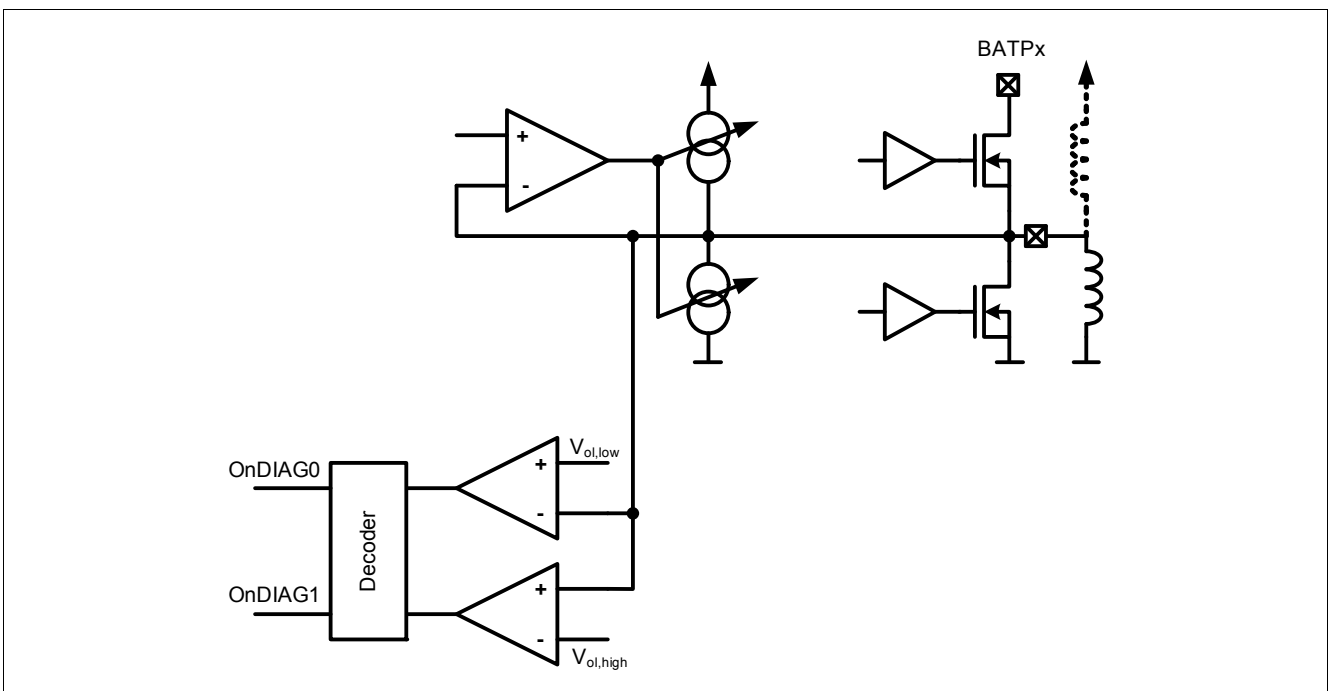 BATPx
+
-
V_ol,low
OnDIAG0
+
-
Decoder
OnDIAG1
+
-
V_ol,high